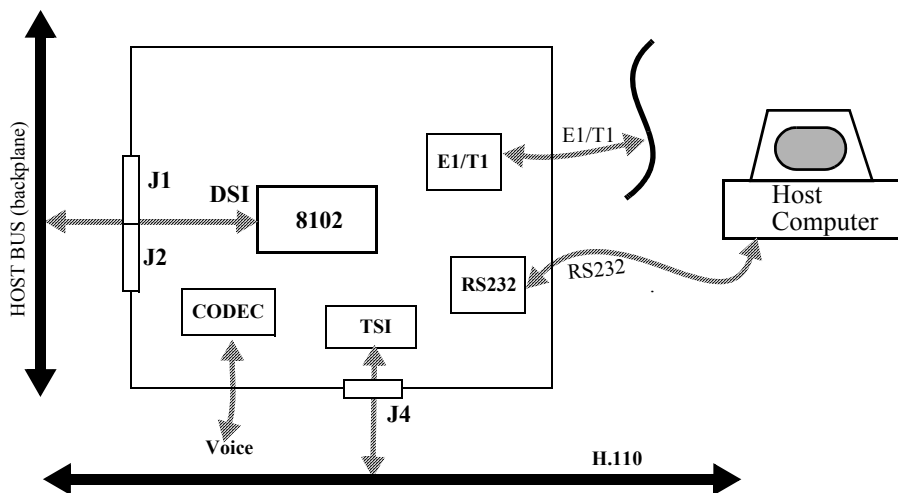 HOST BUS (backplane)
J1
J2
DSI
8102
E1/T1
E1/T1
Host
Computer
RS232
RS232
CODEC
TSI
J4
Voice
H.110